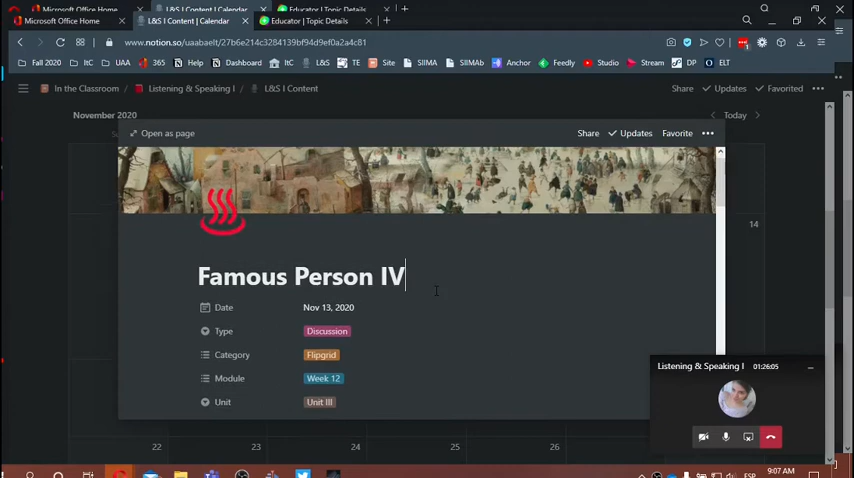 Microsoft Office Home L&S I Content | Calendar Educator | Topic Details
Microsoft Office Home L&S I Content | Calendar Educator | Topic Details
www.notion.so/uaabaelt/27b6e214c3284139bf94d9ef0a2a4c81
Fall 2020 ItC UAA 365 Help Dashboard ItC L&S TE Site SIIMA SIIMAb Anchor Feedly Studio Stream DP ELT
In the Classroom / Listening & Speaking I / L&S I Content Share Updates Favorited
November 2020 Today
Open as page Share Updates Favorite
14
Famous Person IV
Date Nov 13, 2020
Type Discussion
Category Flipgrid
Module Week 12
Unit Unit III
Listening & Speaking I 01:26:05
22 23 24 25 26
ESP 9:07 AM